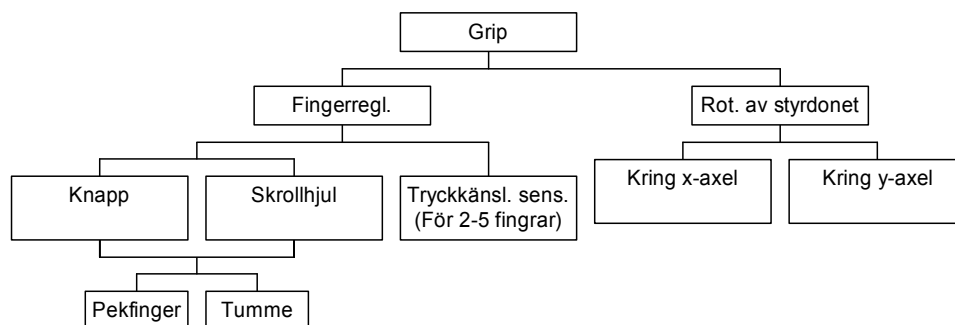 Grip
Fingerregl.
Rot. av styrdonet
Knapp
Skrollhjul
Tryckkänsl. sens.
(För 2-5 fingrar)
Kring x-axel
Kring y-axel
Pekfinger
Tumme